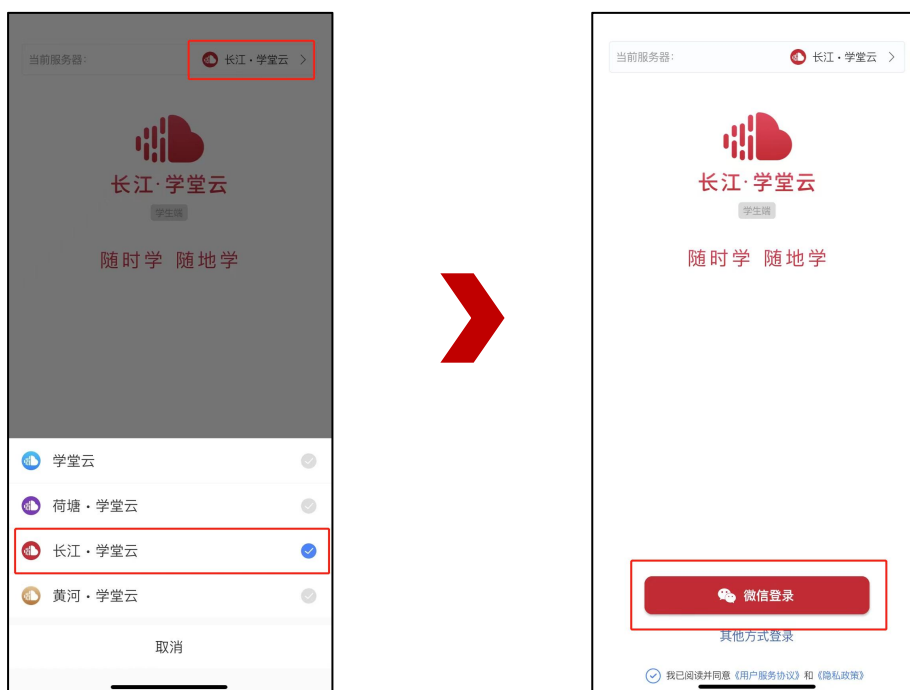 当前服务器：
长江・学堂云
长江·学堂云
学生端
随时学 随地学
学堂云
荷塘・学堂云
长江・学堂云
黄河・学堂云
取消
当前服务器：
长江・学堂云
长江·学堂云
学生端
随时学 随地学
微信登录
其他方式登录
我已阅读并同意《用户服务协议》和《隐私政策》